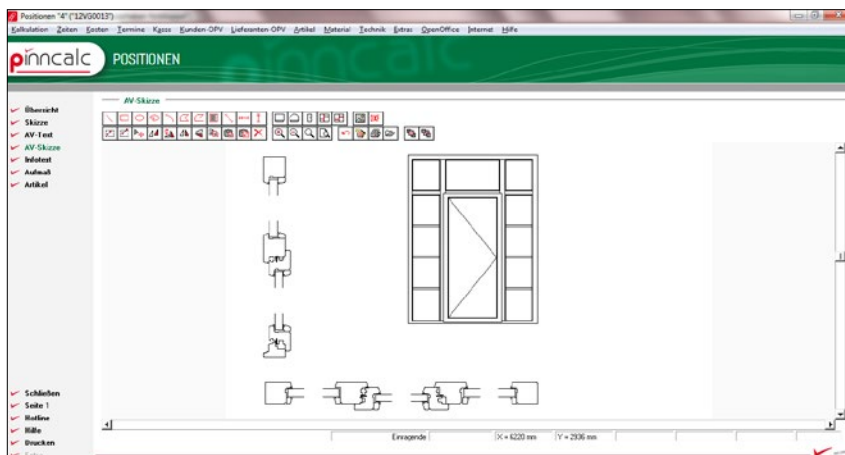 Positionen "4" ("12VG0013")
Kalkulation Zeiten Kosten Termine Kgsss Kunden-OPV Lieferanten-OPV Artikel Material Technik Extras OpenOffice Internet Hilfe
pinncalc POSITIONEN
AV-Skizze
Übersicht
Skizze
AV-Text
AV-Skizze
Infotext
Aufmaß
Artikel
Schließen
Seite 1
Hotline
Hilfe
Drucken
Einragende X = 6220 mm Y = 2936 mm